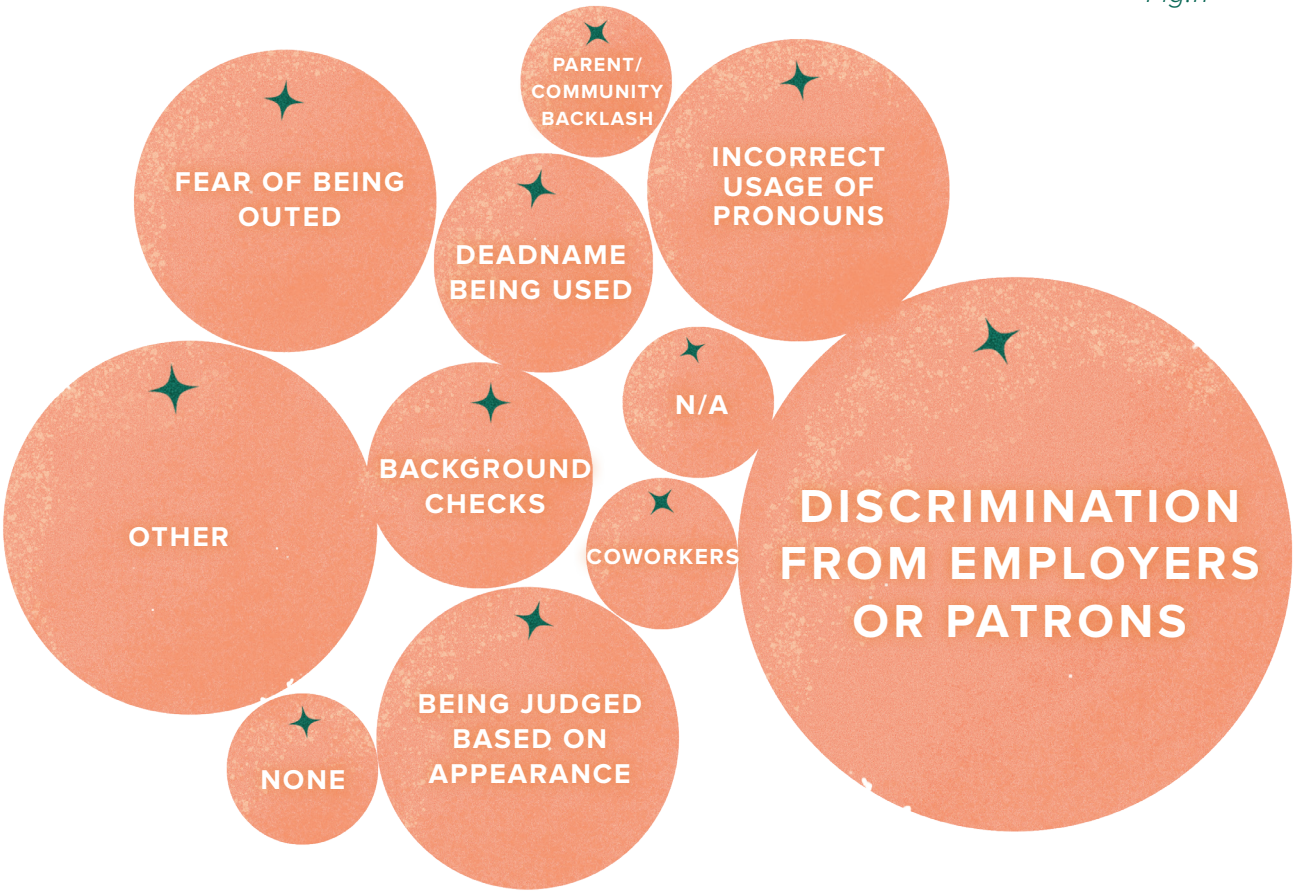 PARENT/
COMMUNITY
BACKLASH
FEAR OF BEING
OUTED
INCORRECT
USAGE OF
PRONOUNS
DEADNAME
BEING USED
N/A
BACKGROUND
CHECKS
OTHER
COWORKERS
DISCRIMINATION
FROM EMPLOYERS
OR PATRONS
BEING JUDGED
BASED ON
APPEARANCE
NONE